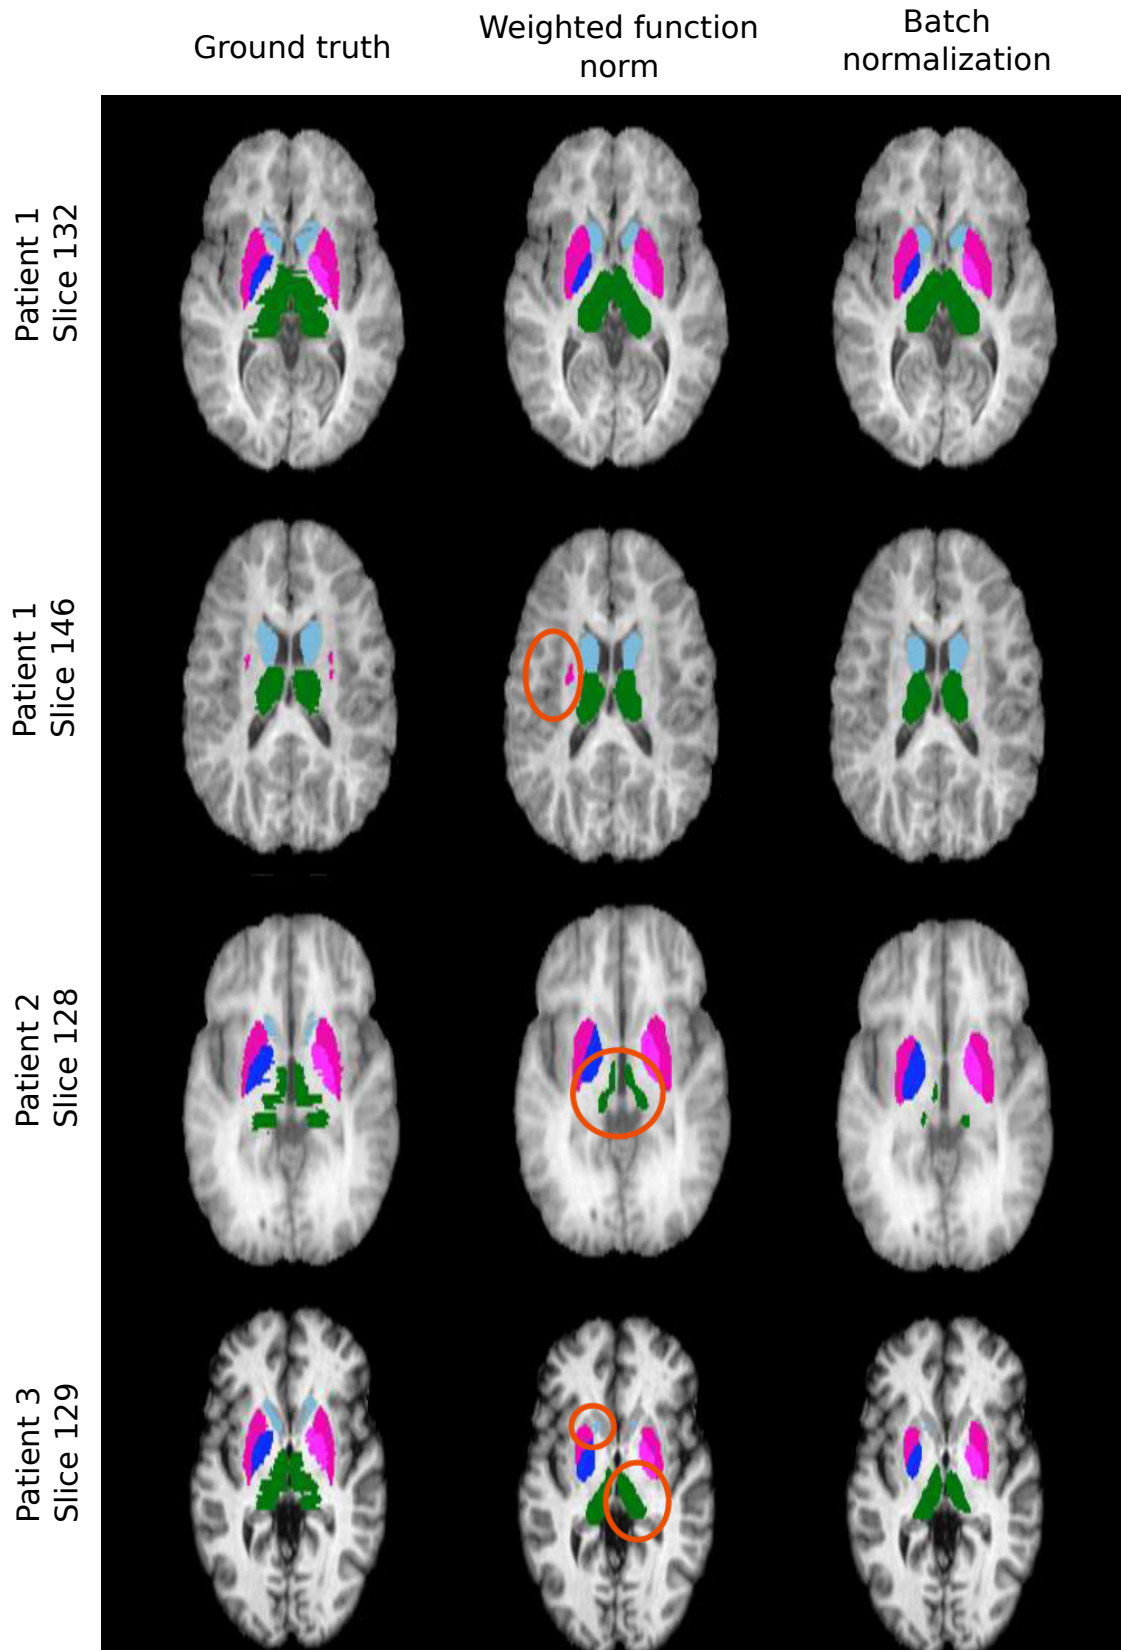 Ground truth
Weighted function
norm
Batch
normalization
Patient 1
Slice 132
Patient 1
Slice 146
Patient 2
Slice 128
Patient 3
Slice 129